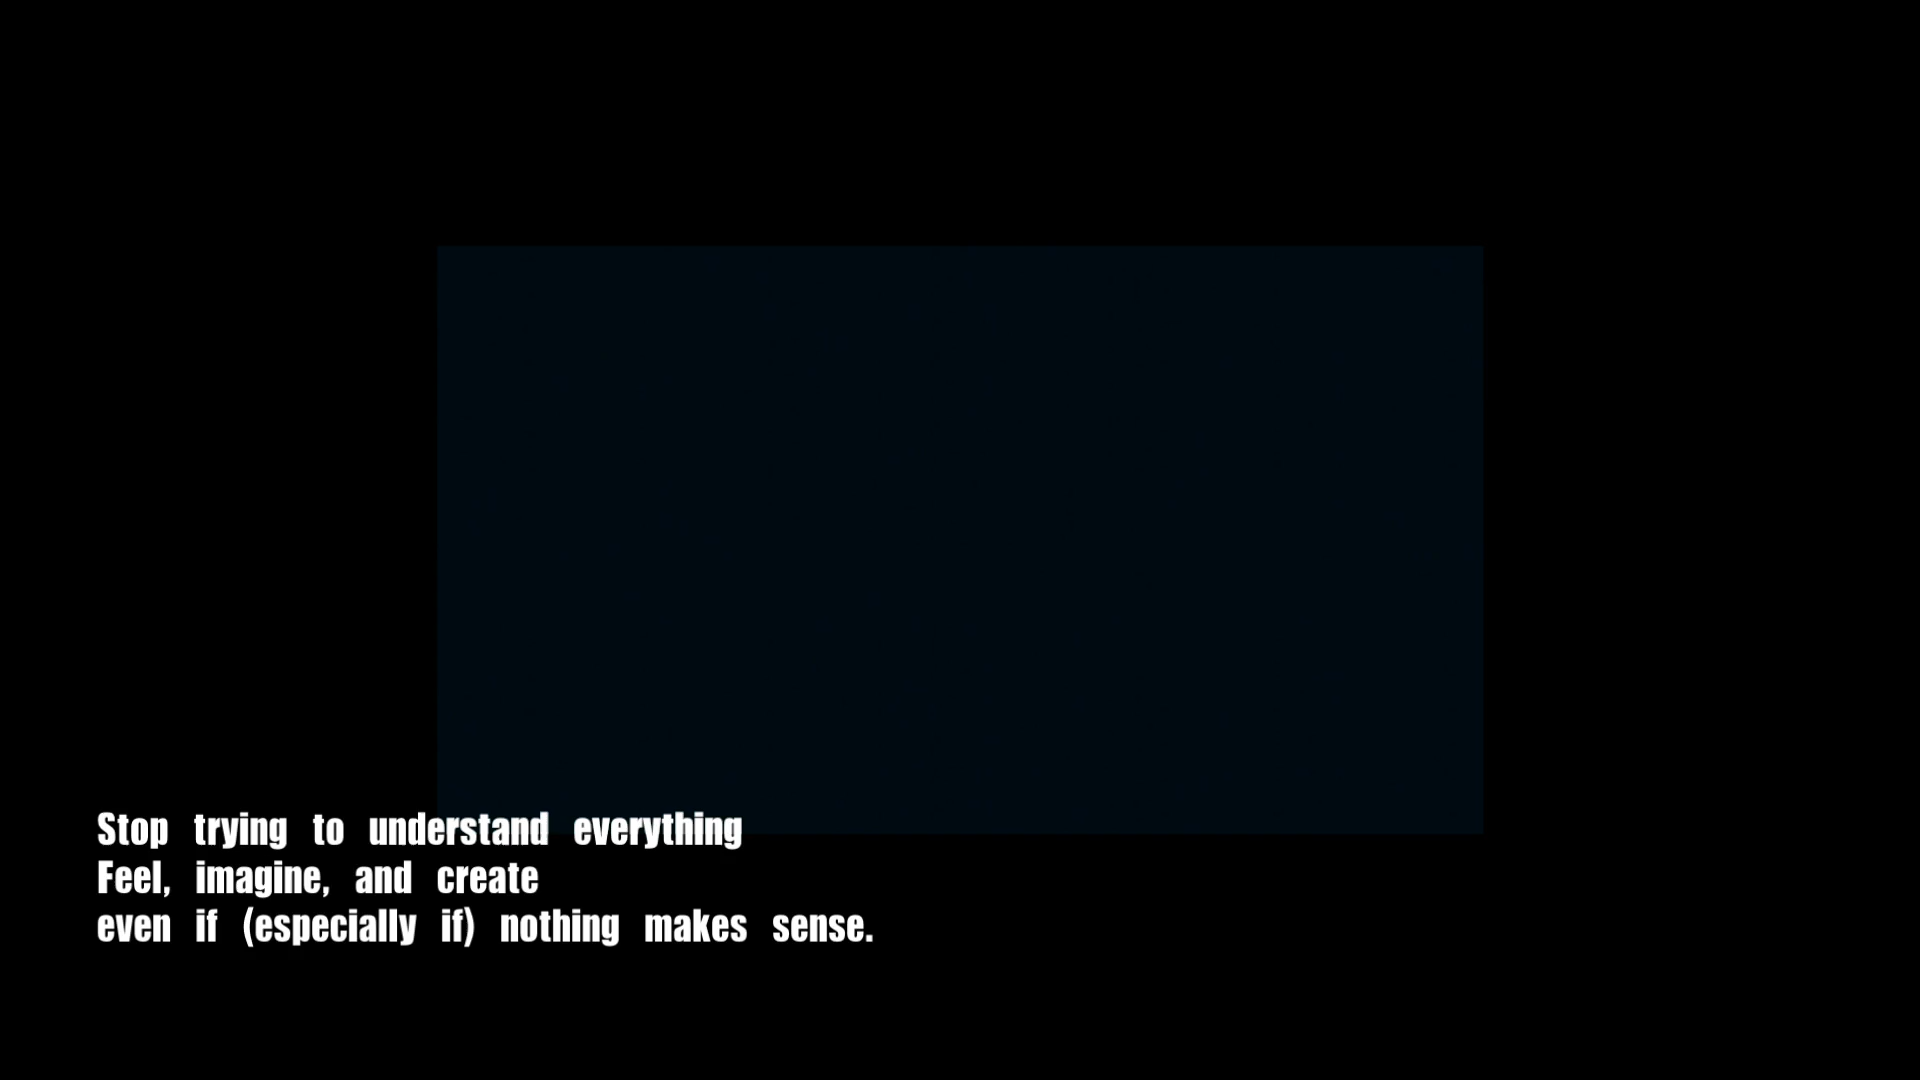 Stop trying to understand everything
Feel, imagine, and create
even if (especially if) nothing makes sense.